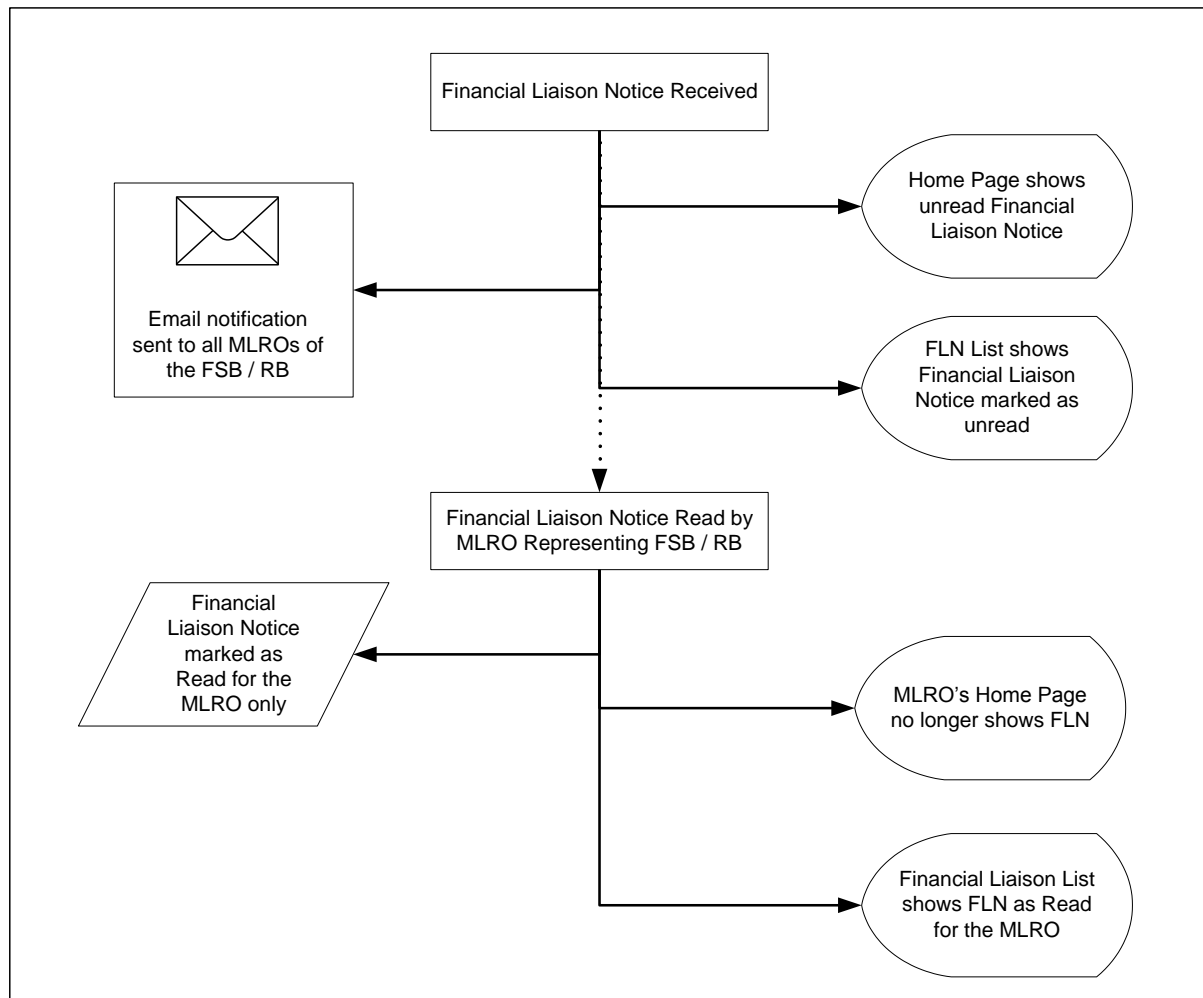 Financial Liaison Notice Received
Home Page shows
unread Financial
Liaison Notice
Email notification
sent to all MLROs of
the FSB / RB
FLN List shows
Financial Liaison
Notice marked as
unread
Financial Liaison Notice Read by
MLRO Representing FSB / RB
Financial
Liaison Notice
marked as
Read for the
MLRO only
MLRO’s Home Page
no longer shows FLN
Financial Liaison List
shows FLN as Read
for the MLRO